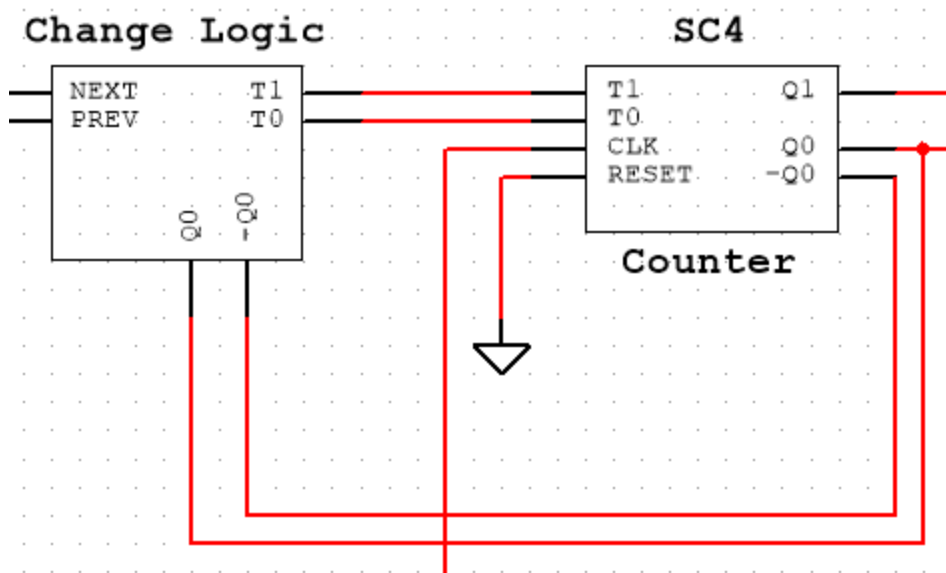 Change Logic
NEXT T1
PREV T0
Q0 -Q0
SC4
T1 Q1
T0
CLK Q0
RESET -Q0
Counter